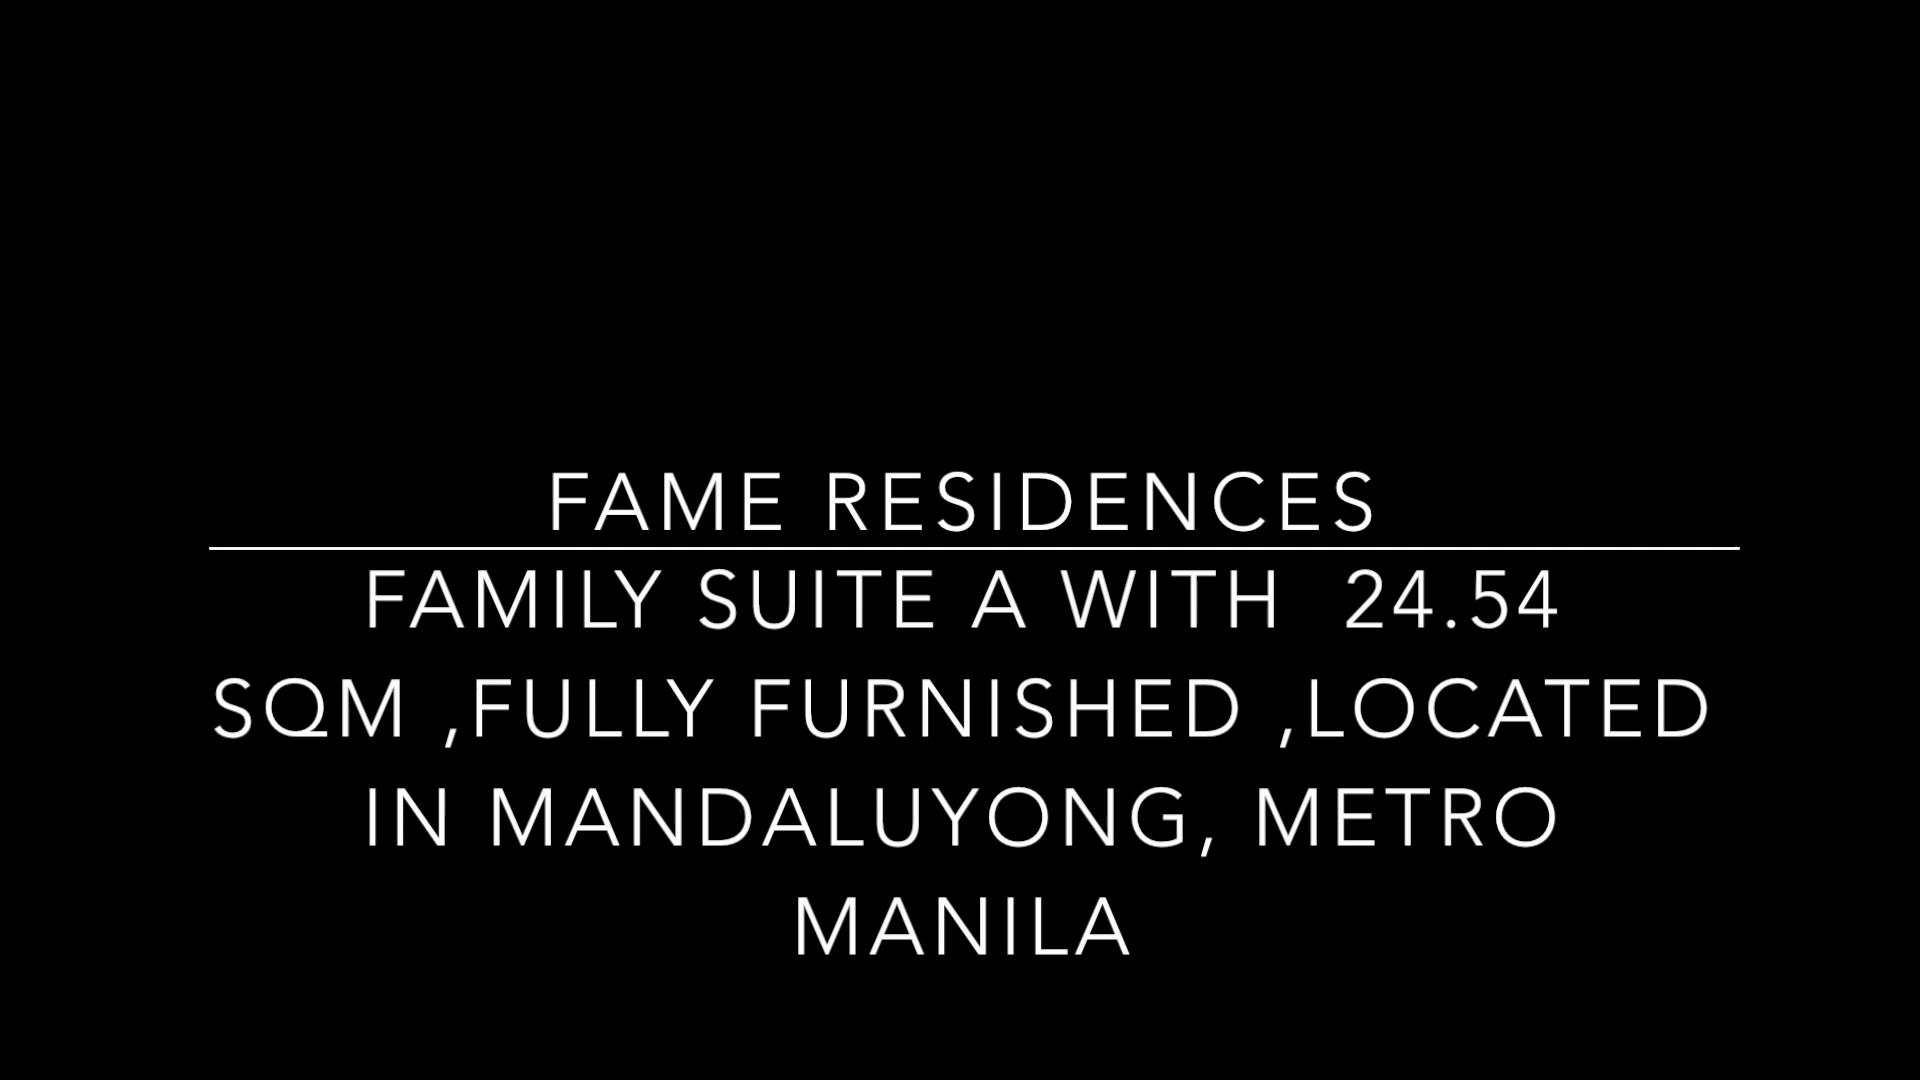 FAME RESIDENCES
FAMILY SUITE A WITH  24.54
SQM ,FULLY FURNISHED ,LOCATED
IN MANDALUYONG, METRO
MANILA